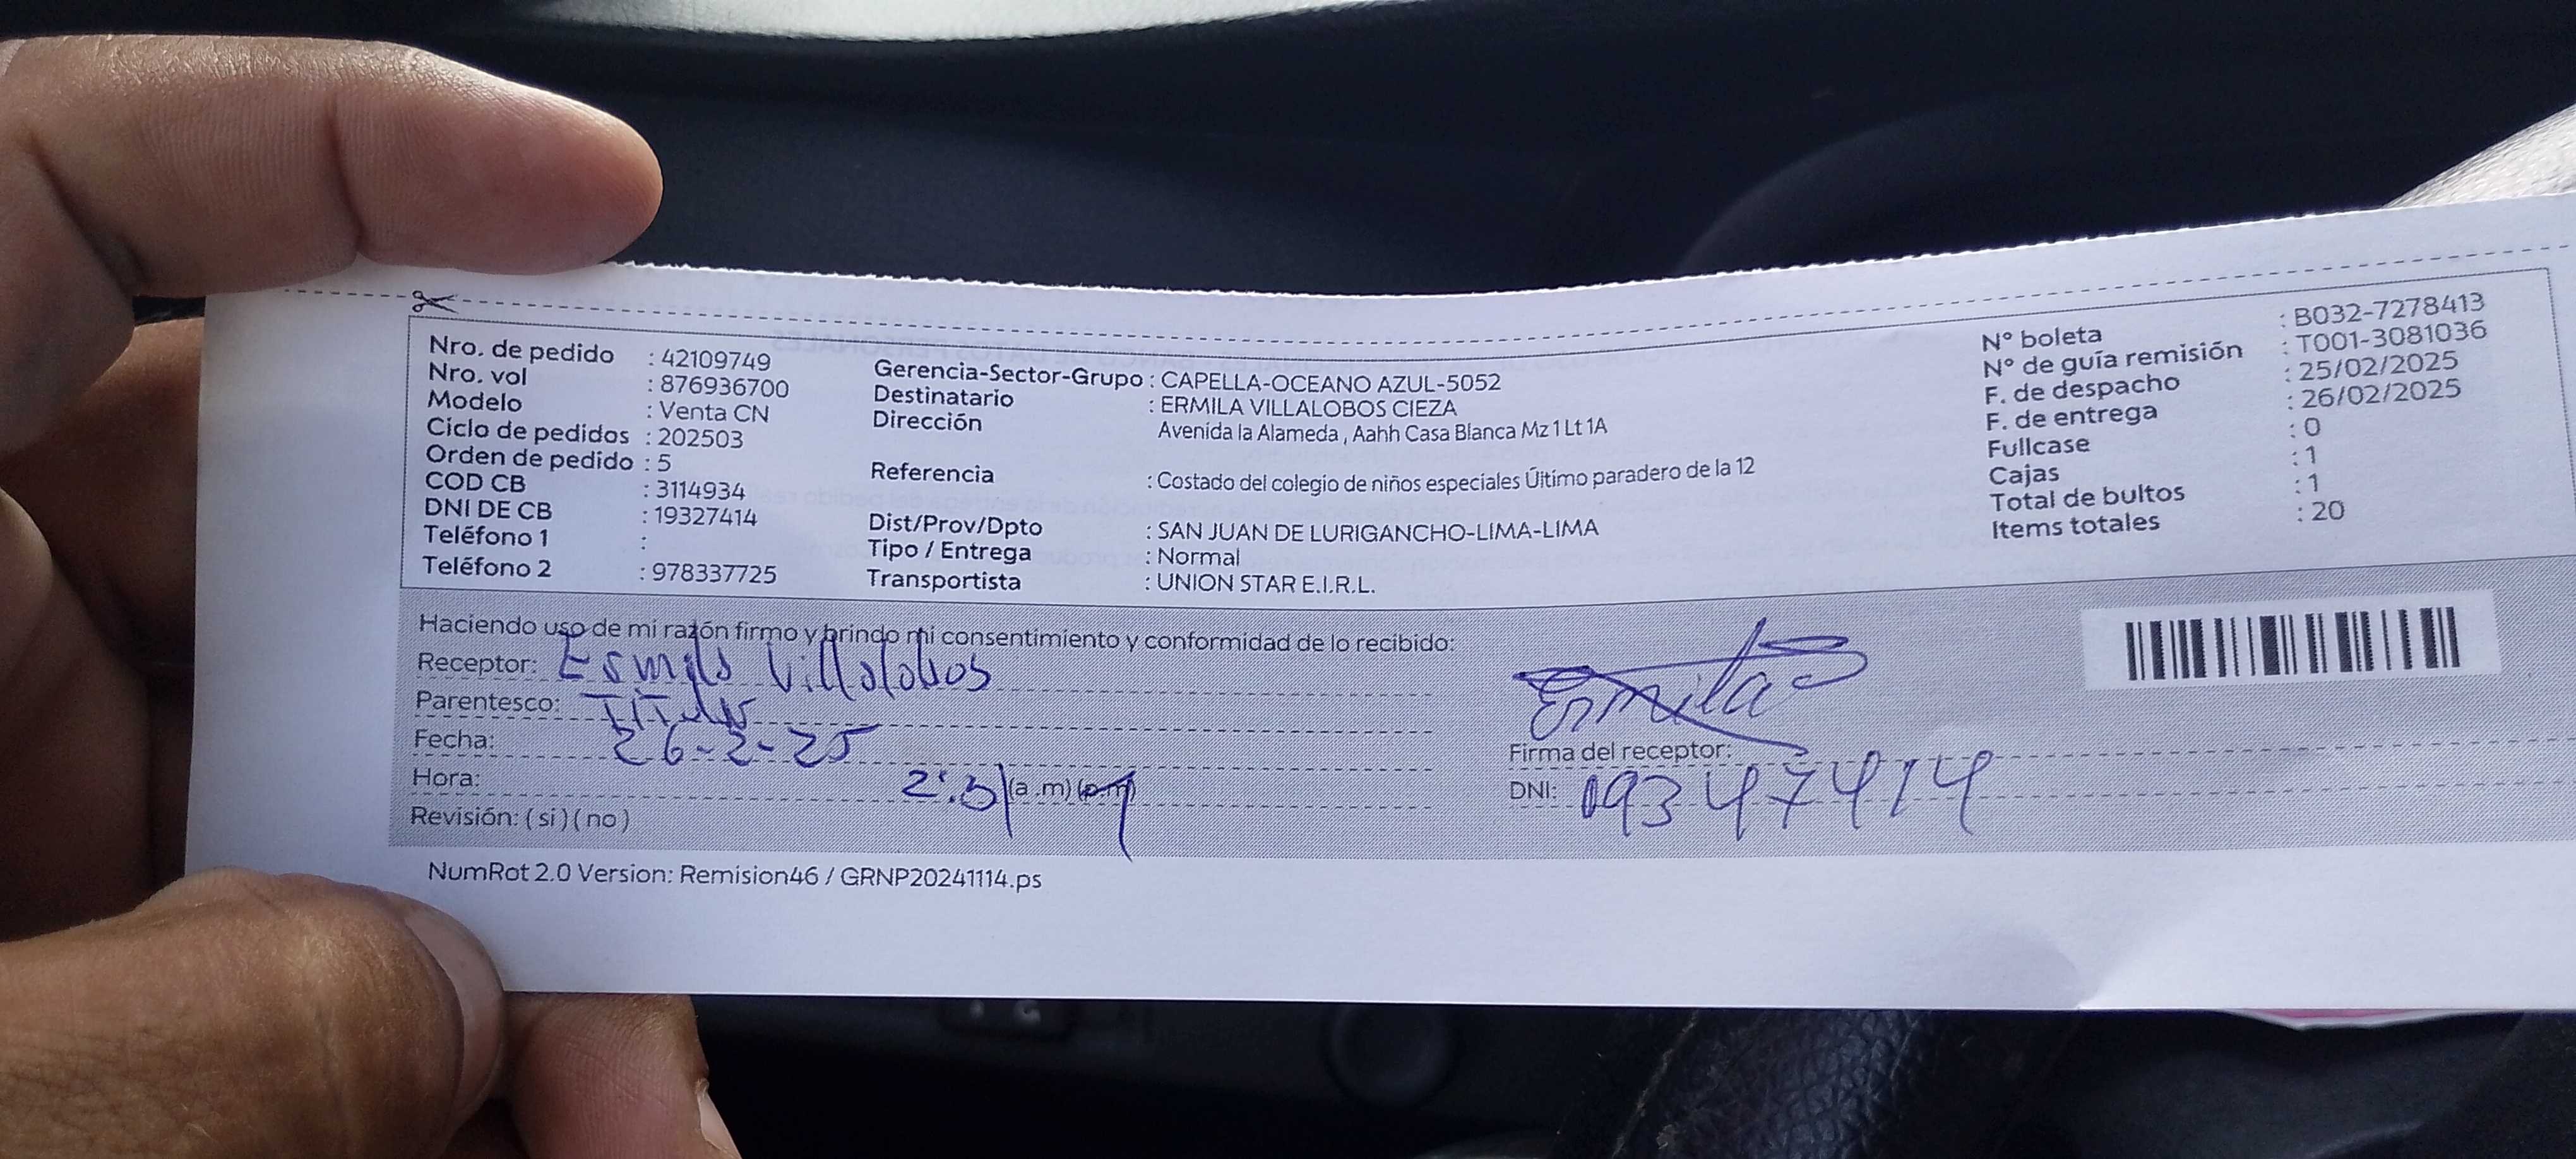 Nro. de pedido : 42109749
Nro. vol : 876936700
Modelo : Venta CN
Ciclo de pedidos : 202503
Orden de pedido : 5
COD CB : 3114934
DNI DE CB : 19327414
Teléfono 1 :
Teléfono 2 : 978337725
Gerencia-Sector-Grupo : CAPELLA-OCEANO AZUL-5052
Destinatario : ERMILA VILLALOBOS CIEZA
Dirección Avenida la Alameda , Aahh Casa Blanca Mz 1 Lt 1A
Referencia : Costado del colegio de niños especiales Último paradero de la 12
Dist/Prov/Dpto : SAN JUAN DE LURIGANCHO-LIMA-LIMA
Tipo / Entrega : Normal
Transportista : UNION STAR E.I.R.L.
N° boleta : B032-7278413
N° de guía remisión : T001-3081036
F. de despacho : 25/02/2025
F. de entrega : 26/02/2025
Fullcase : 0
Cajas : 1
Total de bultos : 1
Items totales : 20
Haciendo uso de mi razón firmo y brindo mi consentimiento y conformidad de lo recibido:
Receptor: Villalobos
Parentesco: Titular
Fecha: 26-2-25
Hora: (a .m) (p.m)
Revisión: ( si ) ( no )
Ermila
Firma del receptor:
DNI: 19347414
NumRot 2.0 Version: Remision46 / GRNP20241114.ps